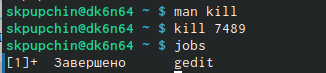 skpupchin@dk6n64 ~ $ man kill
skpupchin@dk6n64 ~ $ kill 7489
skpupchin@dk6n64 ~ $ jobs
[1]+  Завершено      gedit